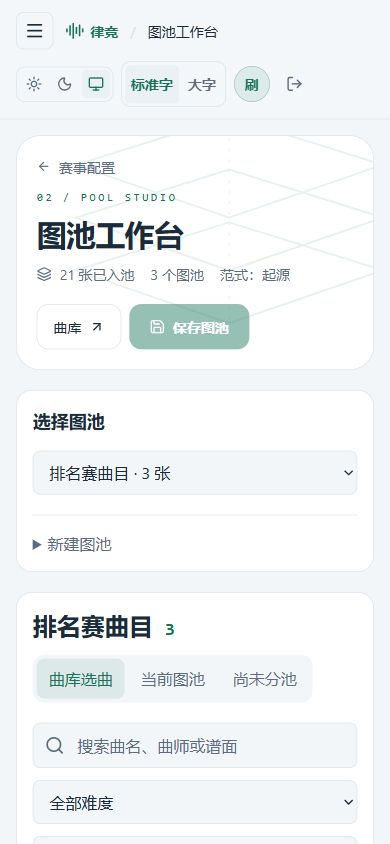 律竞 / 图池工作台
标准字 大字 刷
赛事配置
02 / POOL STUDIO
图池工作台
21 张已入池 3 个图池 范式：起源
曲库 保存图池
选择图池
排名赛曲目 · 3 张
新建图池
排名赛曲目 3
曲库选曲 当前图池 尚未分池
搜索曲名、曲师或谱面
全部难度